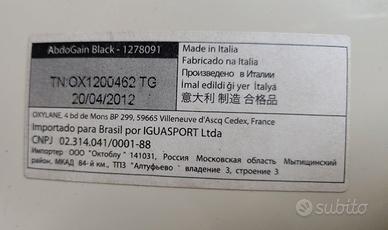 AbdoGain Black - 1278091
TN:OX1200462 TG
20/04/2012
Made in Italia
Fabricado na Italia
Произведено в Италии
Imal edildiği yer İtalya
意大利 制造 合格品
OXYLANE, 4 bd de Mons BP 299, 59665 Villeneuve d'Ascq Cedex, France
Importado para Brasil por IGUASPORT Ltda
CNPJ 02.314.041/0001-88
Импортер ООО "Октоблу" 141031, Россия Московская область Мытищинский
район, МКАД 84-й км., ТПЗ "Алтуфьево" владение 3, строение 3
subito